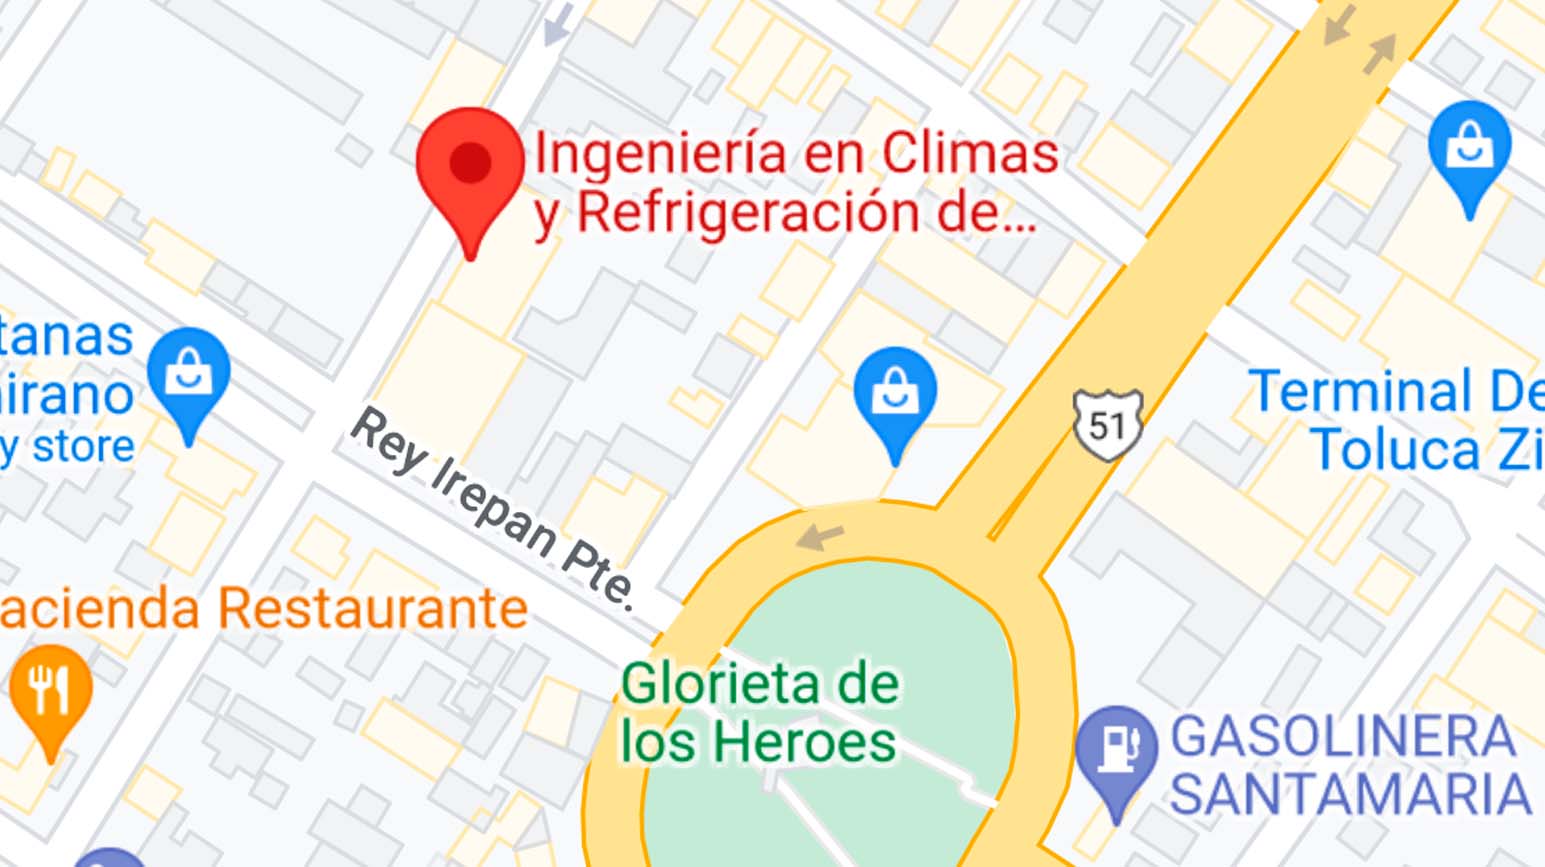 Ingeniería en Climas
y Refrigeración de...
tanas
irano
y store
Rey Irepan Pte.
51
Terminal De
Toluca Zi
acienda Restaurante
Glorieta de
los Heroes
GASOLINERA
SANTAMARIA